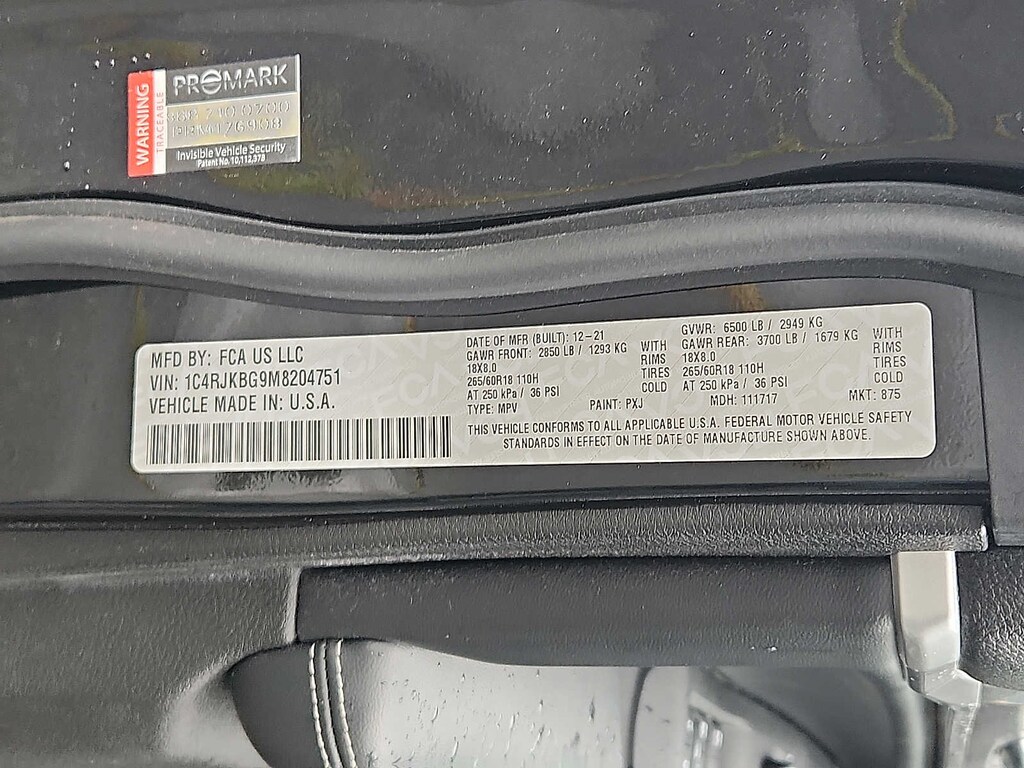 WARNING
TRACEABLE
PROMARK
Invisible Vehicle Security
Patent No. 10,112,378
MFD BY: FCA US LLC
VIN: 1C4RJKBG9M8204751
VEHICLE MADE IN: U.S.A.
DATE OF MFR (BUILT): 12-21
GAWR FRONT: 2850 LB / 1293 KG WITH
18X8.0 RIMS
265/60R18 110H TIRES
AT 250 kPa / 36 PSI COLD
TYPE: MPV PAINT: PXJ
GVWR: 6500 LB / 2949 KG
GAWR REAR: 3700 LB / 1679 KG WITH
18X8.0 RIMS
265/60R18 110H TIRES
AT 250 kPa / 36 PSI COLD
MDH: 111717 MKT: 875
THIS VEHICLE CONFORMS TO ALL APPLICABLE U.S.A. FEDERAL MOTOR VEHICLE SAFETY
STANDARDS IN EFFECT ON THE DATE OF MANUFACTURE SHOWN ABOVE.